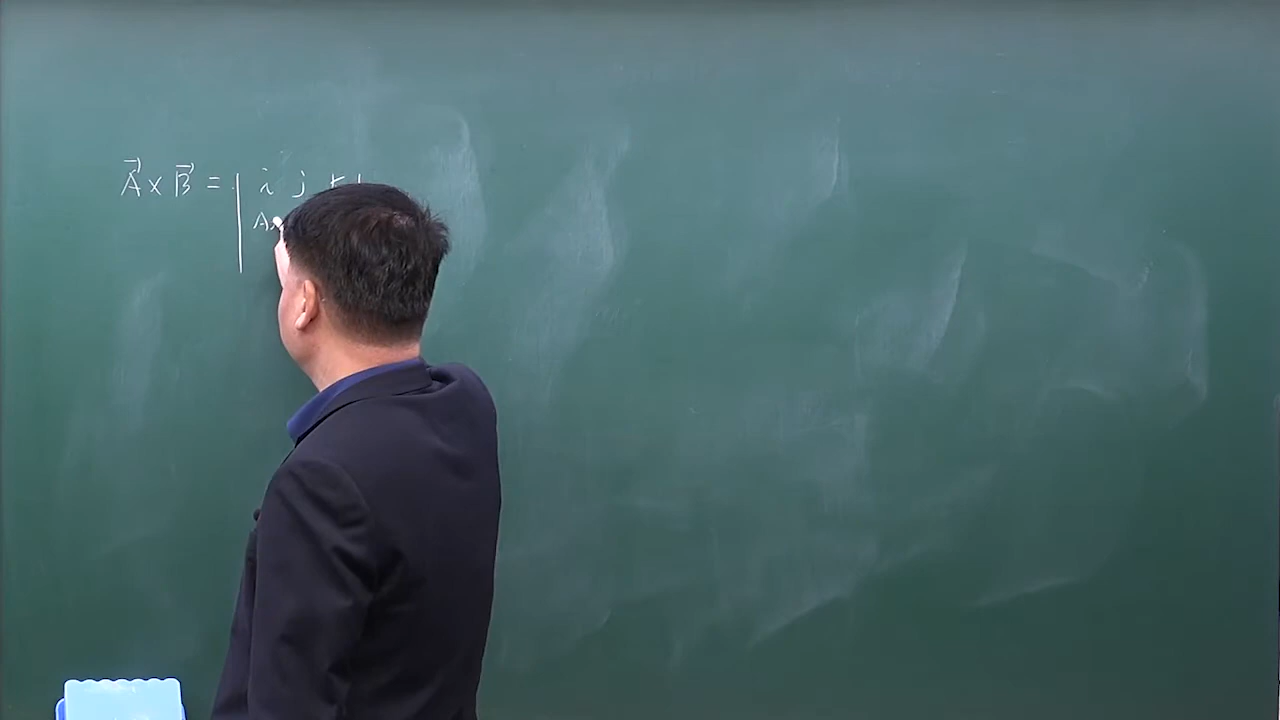 A⃗ × B⃗ = | i j k |
Ax